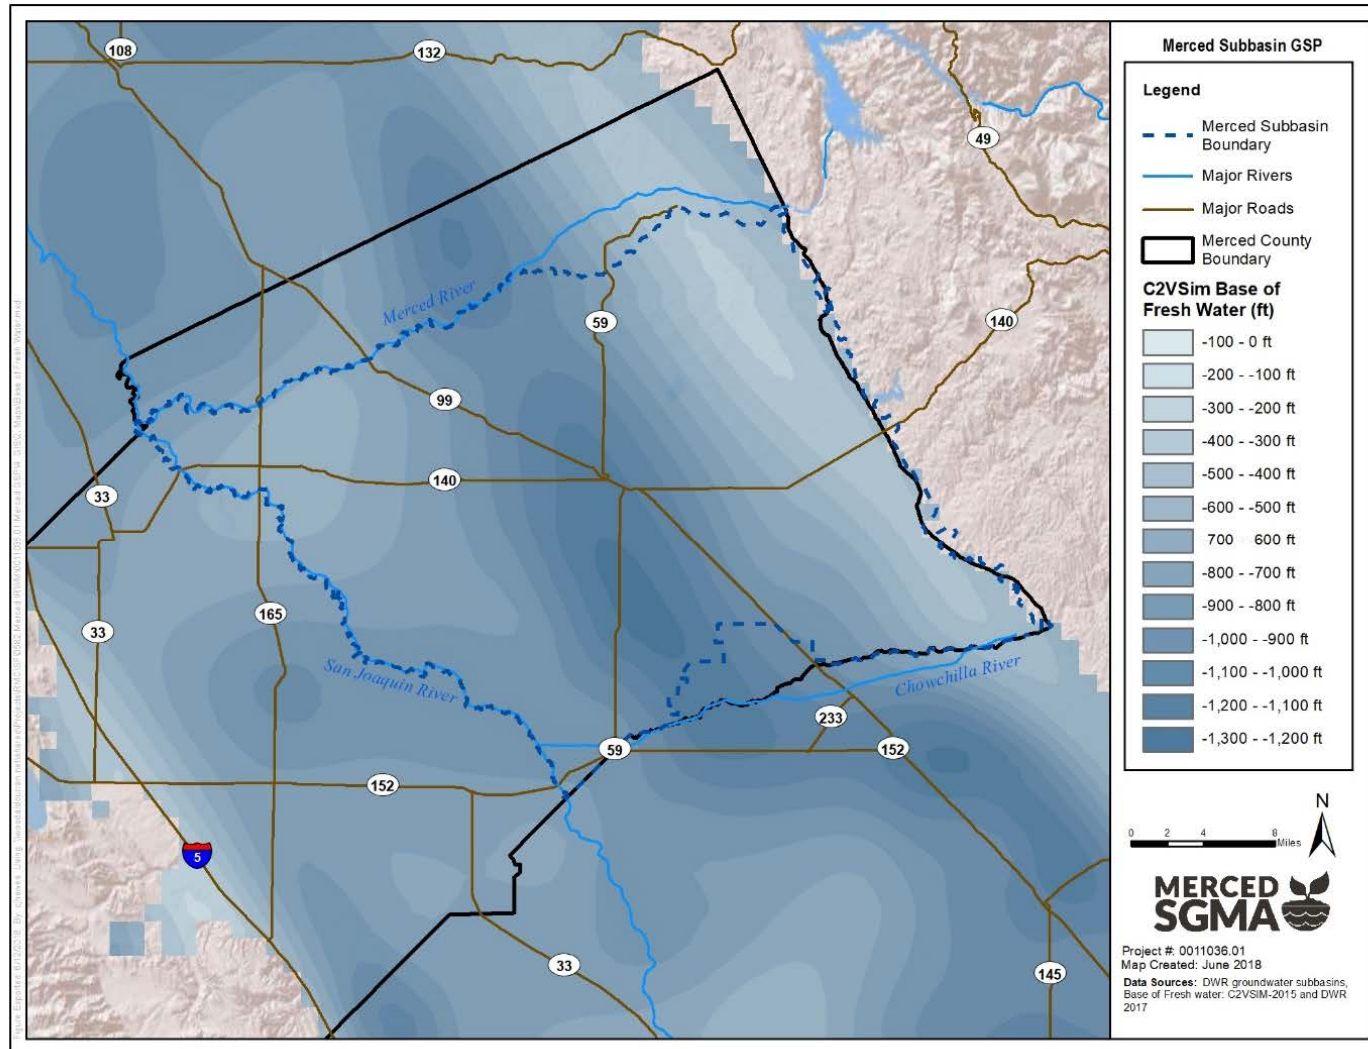 Merced Subbasin GSP
Legend
Merced Subbasin
Boundary
Major Rivers
Major Roads
Merced County
Boundary
C2VSim Base of
Fresh Water (ft)
-100 - 0 ft
-200 - -100 ft
-300 - -200 ft
-400 - -300 ft
-500 - -400 ft
-600 - -500 ft
700 600 ft
-800 - -700 ft
-900 - -800 ft
-1,000 - -900 ft
-1,100 - -1,000 ft
-1,200 - -1,100 ft
-1,300 - -1,200 ft
N
0 2 4 8
Miles
MERCED
SGMA
Project #: 0011036.01
Map Created: June 2018
Data Sources: DWR groundwater subbasins,
Base of Fresh water: C2VSIM-2015 and DWR
2017
108
132
49
Merced River
59
140
99
140
33
165
33
San Joaquin River
Chowchilla River
233
59
152
152
5
33
145